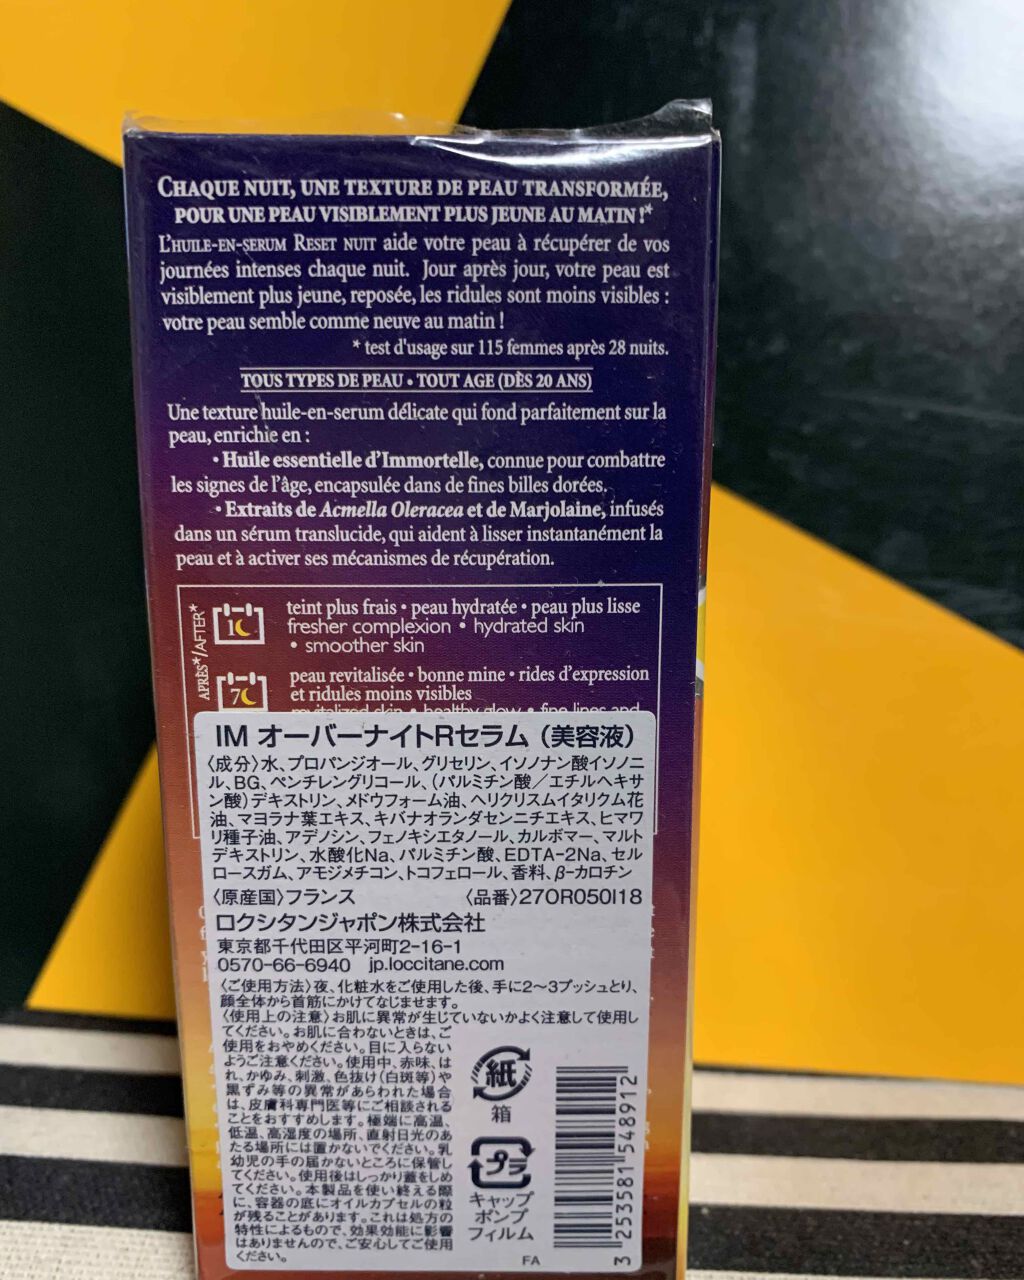 CHAQUE NUIT, UNE TEXTURE DE PEAU TRANSFORMÉE,
POUR UNE PEAU VISIBLEMENT PLUS JEUNE AU MATIN !*
L'HUILE-EN-SERUM RESET NUIT aide votre peau à récupérer de vos
journées intenses chaque nuit. Jour après jour, votre peau est
visiblement plus jeune, reposée, les ridules sont moins visibles :
votre peau semble comme neuve au matin !
* test d'usage sur 115 femmes après 28 nuits.
TOUS TYPES DE PEAU • TOUT AGE (DÈS 20 ANS)
Une texture huile-en-serum délicate qui fond parfaitement sur la
peau, enrichie en :
• Huile essentielle d'Immortelle, connue pour combattre
les signes de l'âge, encapsulée dans de fines billes dorées.
• Extraits de Acmella Oleracea et de Marjolaine, infusés
dans un sérum translucide, qui aident à lisser instantanément la
peau et à activer ses mécanismes de récupération.
APRÈS*/AFTER*
1
teint plus frais • peau hydratée • peau plus lisse
fresher complexion • hydrated skin
• smoother skin
7
peau revitalisée • bonne mine • rides d'expression
et ridules moins visibles
revitalized skin • healthy glow • fine lines and
IM オーバーナイトRセラム（美容液）
〈成分〉水、プロパンジオール、グリセリン、イソノナン酸イソノニ
ル、BG、ペンチレングリコール、（パルミチン酸／エチルヘキサ
ン酸）デキストリン、メドウフォーム油、ヘリクリスムイタリクム花
油、マヨラナ葉エキス、キバナオランダセンニチエキス、ヒマワ
リ種子油、アデノシン、フェノキシエタノール、カルボマー、マルト
デキストリン、水酸化Na、パルミチン酸、EDTA-2Na、セル
ロースガム、アモジメチコン、トコフェロール、香料、β-カロチン
〈原産国〉フランス 〈品番〉27OR050I18
ロクシタンジャポン株式会社
東京都千代田区平河町2-16-1
0570-66-6940 jp.loccitane.com
〈ご使用方法〉夜、化粧水をご使用した後、手に2〜3プッシュとり、
顔全体から首筋にかけてなじませます。
〈使用上の注意〉お肌に異常が生じていないかよく注意して使用し
てください。お肌に合わないときは、ご
使用をおやめください。目に入らない
ようご注意ください。使用中、赤味、は
れ、かゆみ、刺激、色抜け（白斑等）や
黒ずみ等の異常があらわれた場合
は、皮膚科専門医等にご相談される
ことをおすすめします。極端に高温、
低温、高湿度の場所、直射日光のあ
たる場所には置かないでください。乳
幼児の手の届かないところに保管し
てください。使用後はしっかり蓋をしめ
てください。本製品を使い終える際
に、容器の底にオイルカプセルの粒
が残ることがあります。これは処方の
特性によるもので、効果効能に影響
はありませんので、ご安心してご使用
ください。
紙
箱
プラ
キャップ
ポンプ
フィルム
FA
3 253581 548912